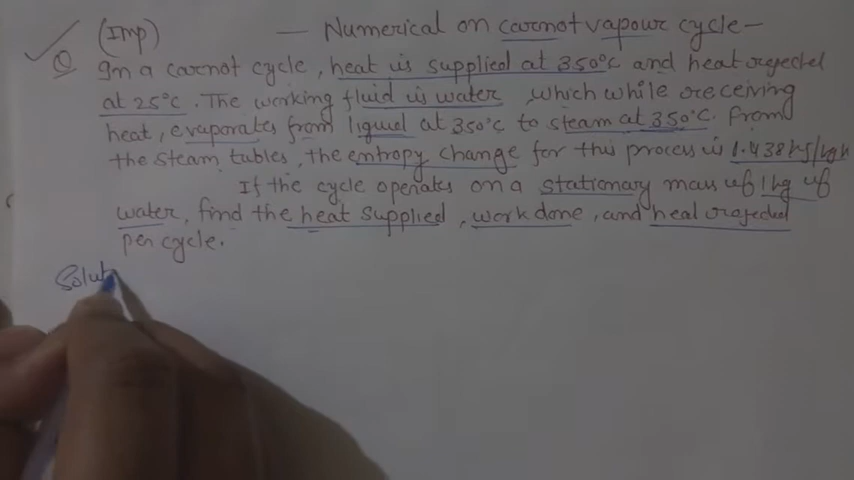 (Imp) — Numerical on carnot vapour cycle —
Q In a carnot cycle, heat is supplied at 350°c and heat rejected
at 25°c. The working fluid is water, which while receiving
heat, evaporates from liquid at 350°c to steam at 350°c. From
the steam tables, the entropy change for this process is 1.438 kJ/kgK
If the cycle operates on a stationary mass of 1 kg of
water, find the heat supplied, work done, and heat rejected
per cycle.
Solut